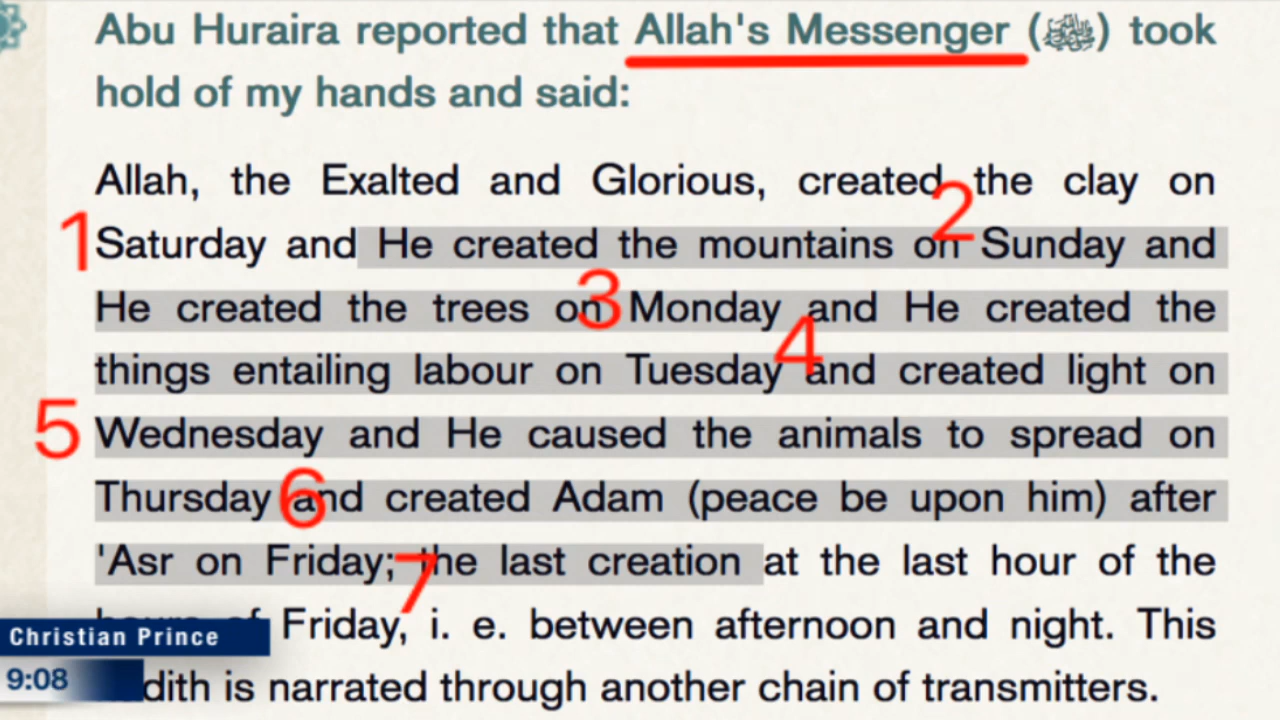 Abu Huraira reported that Allah's Messenger (ﷺ) took
hold of my hands and said:
Allah, the Exalted and Glorious, created the clay on
2
1 Saturday and He created the mountains on Sunday and
3
He created the trees on Monday and He created the
4
things entailing labour on Tuesday and created light on
5 Wednesday and He caused the animals to spread on
6
Thursday and created Adam (peace be upon him) after
7
'Asr on Friday; the last creation at the last hour of the
hours of Friday, i. e. between afternoon and night. This
Christian Prince
9:08
dith is narrated through another chain of transmitters.